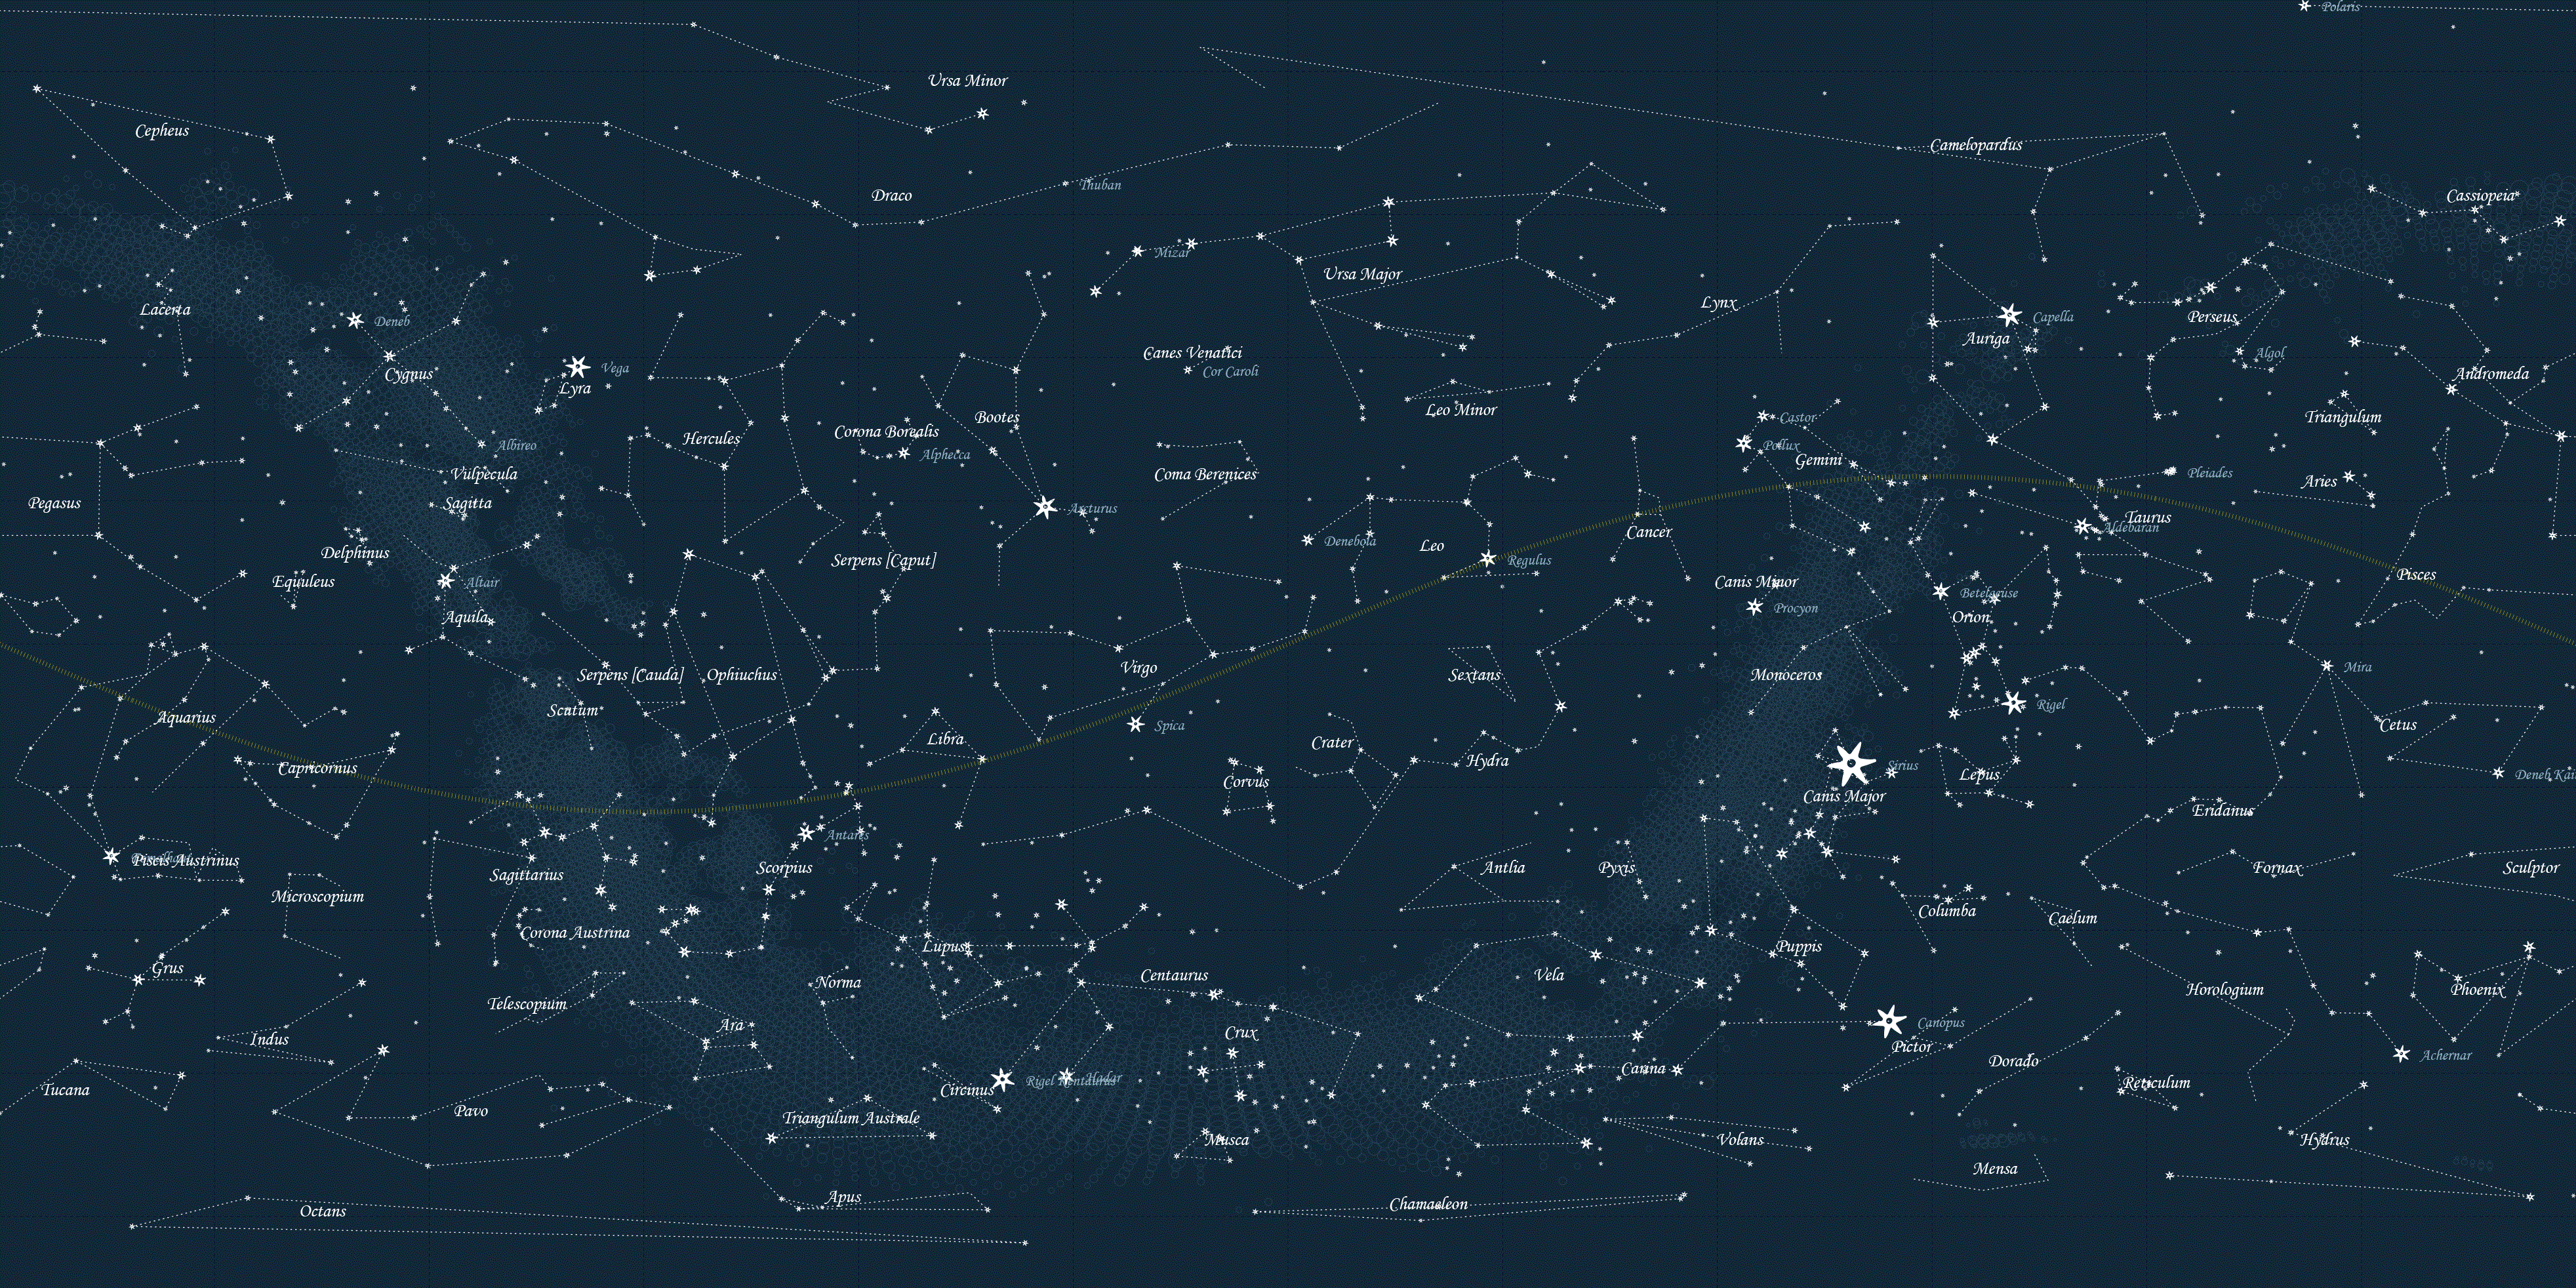 Polaris
Ursa Minor
Cepheus
Camelopardus
Draco
Thuban
Cassiopeia
Mizar
Ursa Major
Lacerta
Lynx
Deneb
Capella
Perseus
Auriga
Canes Venatici
Algol
Cygnus
Vega
Lyra
Cor Caroli
Andromeda
Leo Minor
Bootes
Castor
Triangulum
Corona Borealis
Hercules
Albireo
Alphecca
Pollux
Gemini
Vulpecula
Coma Berenices
Pleiades
Aries
Pegasus
Sagitta
Arcturus
Taurus
Aldebaran
Cancer
Delphinus
Denebola
Leo
Serpens [Caput]
Regulus
Equuleus
Altair
Canis Minor
Pisces
Betelgeuse
Procyon
Aquila
Orion
Virgo
Mira
Serpens [Cauda]
Ophiuchus
Sextans
Monoceros
Rigel
Scutum
Aquarius
Spica
Cetus
Libra
Crater
Hydra
Capricornus
Sirius
Lepus
Deneb Kait
Corvus
Canis Major
Eridanus
Antares
Piscis Austrinus
Scorpius
Antlia
Pyxis
Fornax
Sculptor
Sagittarius
Microscopium
Columba
Caelum
Corona Austrina
Lupus
Puppis
Grus
Centaurus
Vela
Norma
Horologium
Phoenix
Telescopium
Ara
Canopus
Crux
Indus
Pictor
Achernar
Dorado
Carina
Rigel Kentaurus
Hadar
Reticulum
Tucana
Circinus
Pavo
Triangulum Australe
Musca
Volans
Hydrus
Mensa
Apus
Chamaeleon
Octans